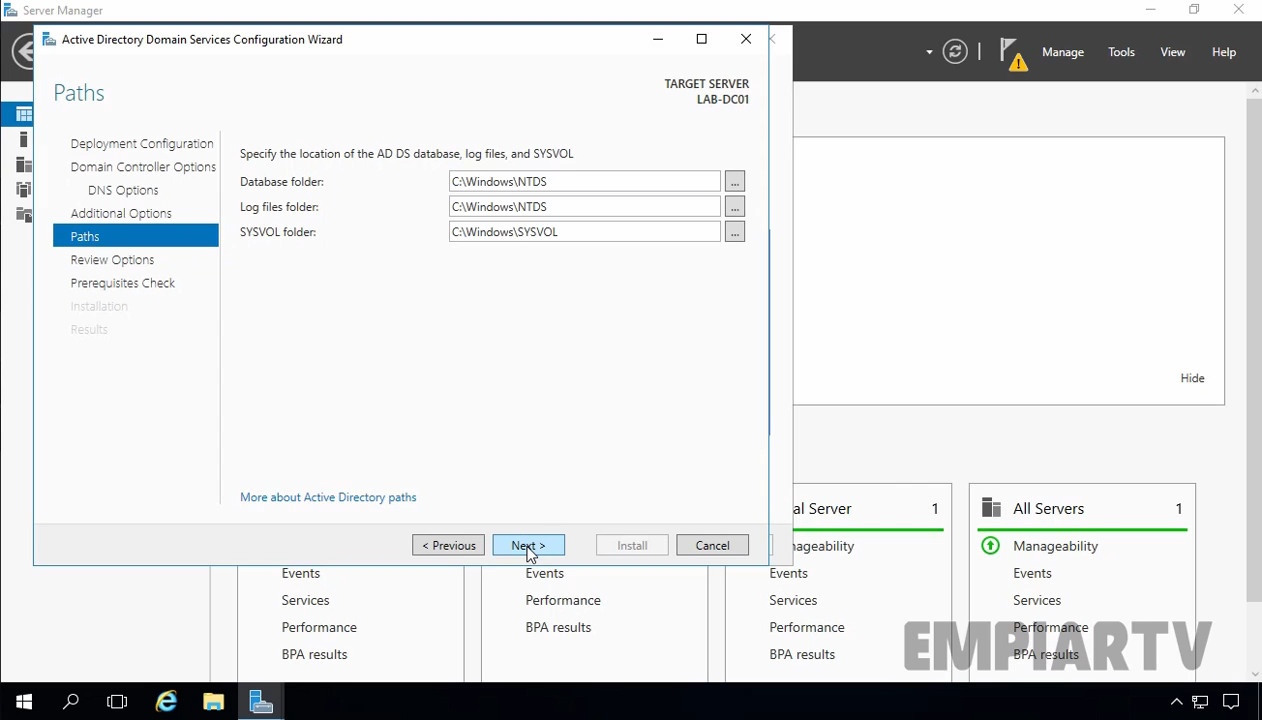 Server Manager
Manage
Tools
View
Help
Active Directory Domain Services Configuration Wizard
Paths
TARGET SERVER
LAB-DC01
Deployment Configuration
Domain Controller Options
DNS Options
Additional Options
Paths
Review Options
Prerequisites Check
Installation
Results
Specify the location of the AD DS database, log files, and SYSVOL
Database folder:
C:\Windows\NTDS
...
Log files folder:
C:\Windows\NTDS
...
SYSVOL folder:
C:\Windows\SYSVOL
...
More about Active Directory paths
< Previous
Next >
Install
Cancel
Hide
Events
Services
Performance
BPA results
Events
Performance
BPA results
al Server
1
nageability
Events
Services
Performance
BPA results
All Servers
1
Manageability
Events
Services
Performance
BPA results
EMPIARTV